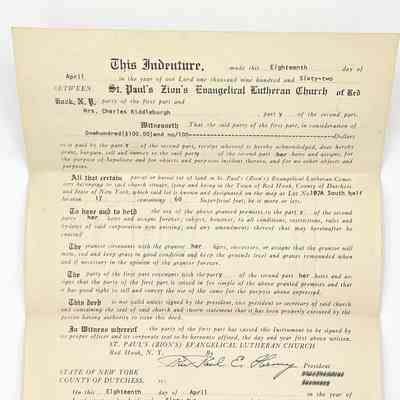 This Indenture, made this Eighteenth day of
April in the year of our Lord one thousand nine hundred and Sixty-two
BETWEEN St. Paul's Zion's Evangelical Lutheran Church of Red
Hook, N.Y. party of the first part and
Mrs. Charles Riddleburgh, party of the second part.
Witnesseth That the said party of the first part, in consideration of
Onehundred($100.00)and no/100 Dollars
to it paid by the party of the second part, receipt whereof is hereby acknowledged, does hereby
grant, bargain, sell and convey to the said party of the second part her heirs and assigns, for
the purpose of Sepulture and for objects and purposes incident thereto, and for no other objects and
purposes.
All that certain parcel or burial lot of land in St. Paul's (Zion's) Evangelical Lutheran Ceme-
tery belonging to said church situate, lying and being in the Town of Red Hook, County of Dutchess,
and State of New York, which said lot is known and designated on the map as Lot No. 107A South half
location 17 containing 60 Superficial feet, be it more or less.
To have and to hold the use of the above granted premises, to the party of the second
party her heirs and assigns forever; subject, however, to all conditions, restrictions, rules and
bylaws of said corporation now existing, and any amendments thereto that may hereinafter be
enacted
The grantee covenants with the grantor, her heirs, successors, or assigns that the grantor will
mow, rake and keep grass in good condition and keep the grounds level and graves remounded when
and if necessary in the opinion of the grantor forever.
The party of the first part covenants with the party of the second part her heirs and as-
signs that the parties of the first part is seized in fee simple of the above granted premises and that
it has good right to sell and convey the use of the same for the purpose above expressed.
This deed is not valid unless signed by the president, vice president or secretary of said church
and containing the seal of said church and insure statement that it has been properly executed by the
person having authority to issue the deed.
In Witness whereof the party of the first part has caused this Instrument to be signed by
its proper officer and its corporate seal to be hereunto affixed, the day and year above first written.
ST. PAUL'S (ZION'S) EVANGELICAL LUTHERAN CHURCH
Red Hook, N. Y. By
Paul E. President
STATE OF NEW YORK
COUNTY OF DUTCHESS, ss:
On this Eighteenth day of April in the year of